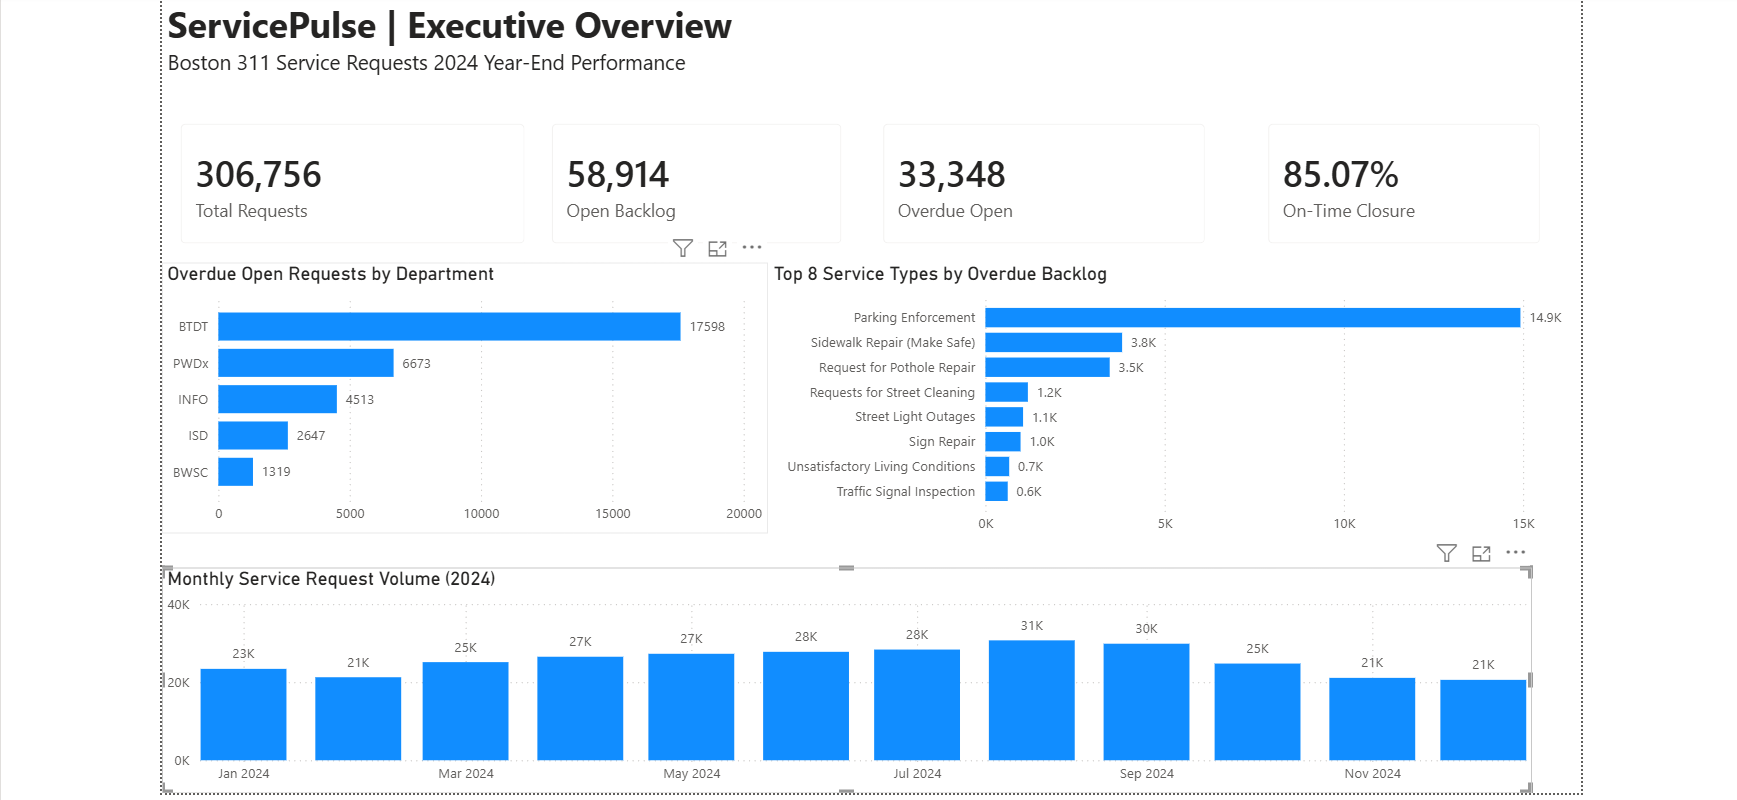 ServicePulse | Executive Overview
Boston 311 Service Requests 2024 Year-End Performance
306,756
Total Requests
58,914
Open Backlog
33,348
Overdue Open
85.07%
On-Time Closure
Overdue Open Requests by Department
BTDT 17598
PWDx 6673
INFO 4513
ISD 2647
BWSC 1319
0 5000 10000 15000 20000
Top 8 Service Types by Overdue Backlog
Parking Enforcement 14.9K
Sidewalk Repair (Make Safe) 3.8K
Request for Pothole Repair 3.5K
Requests for Street Cleaning 1.2K
Street Light Outages 1.1K
Sign Repair 1.0K
Unsatisfactory Living Conditions 0.7K
Traffic Signal Inspection 0.6K
0K 5K 10K 15K
Monthly Service Request Volume (2024)
40K
20K
0K
23K 21K 25K 27K 27K 28K 28K 31K 30K 25K 21K 21K
Jan 2024 Mar 2024 May 2024 Jul 2024 Sep 2024 Nov 2024